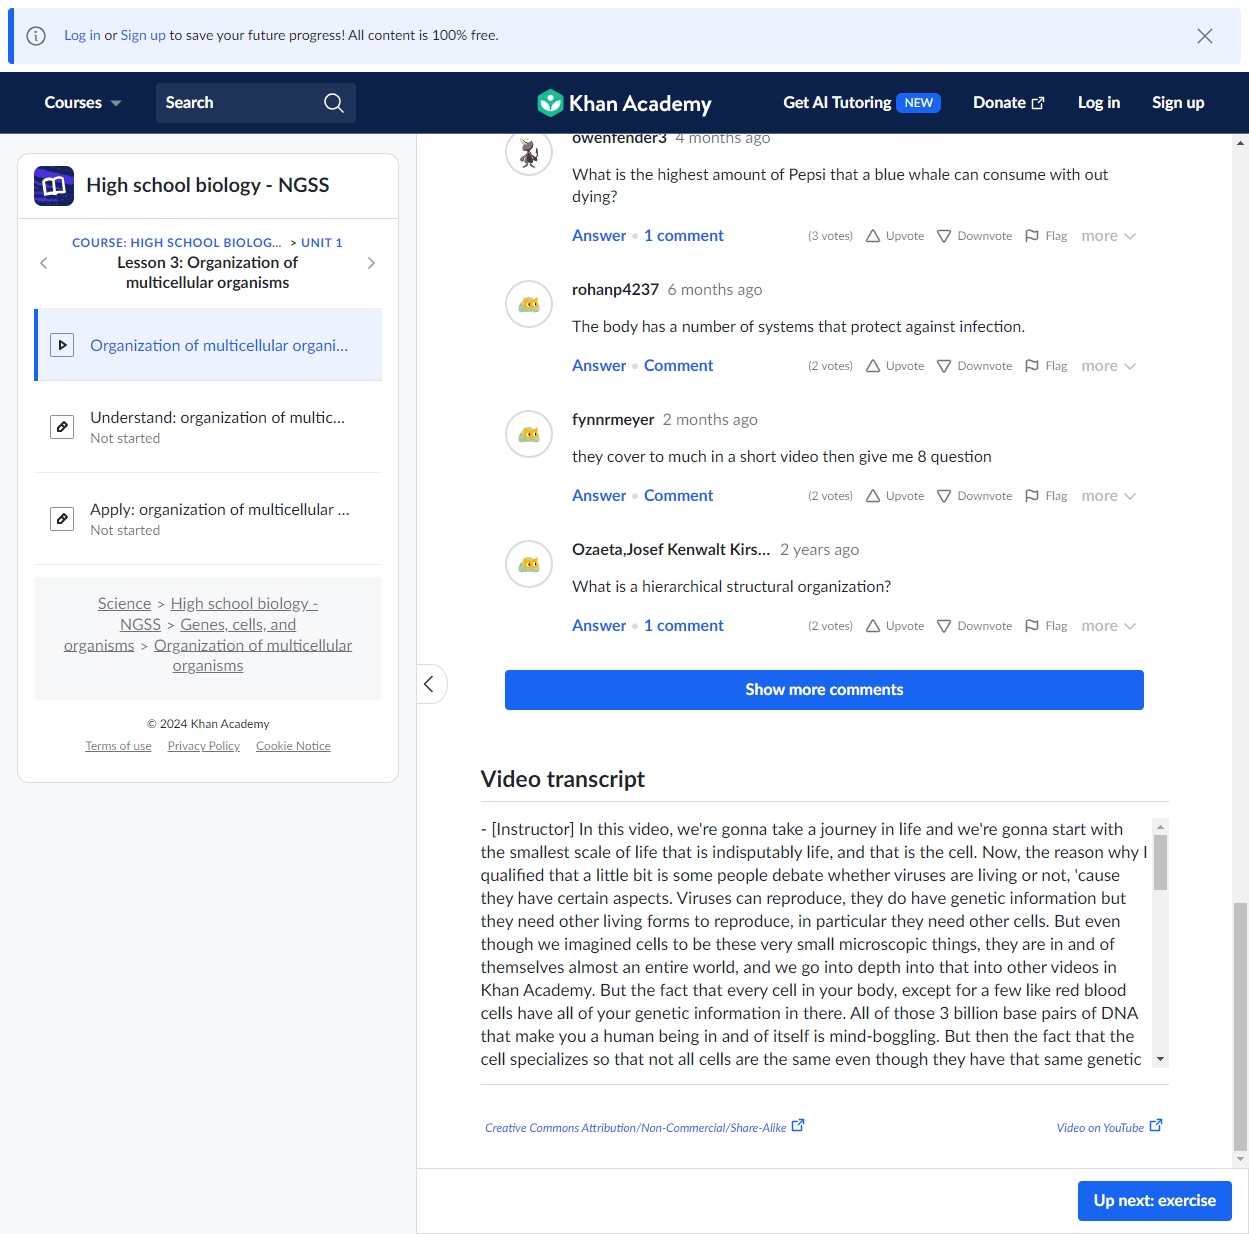 Log in or Sign up to save your future progress! All content is 100% free.
Courses
Search
Khan Academy
Get AI Tutoring NEW
Donate
Log in
Sign up
High school biology - NGSS
COURSE: HIGH SCHOOL BIOLOG... > UNIT 1
Lesson 3: Organization of
multicellular organisms
Organization of multicellular organi...
Understand: organization of multic...
Not started
Apply: organization of multicellular ...
Not started
Science > High school biology -
NGSS > Genes, cells, and
organisms > Organization of multicellular
organisms
© 2024 Khan Academy
Terms of use Privacy Policy Cookie Notice
owenfender3 4 months ago
What is the highest amount of Pepsi that a blue whale can consume with out
dying?
Answer • 1 comment (3 votes) Upvote Downvote Flag more
rohanp4237 6 months ago
The body has a number of systems that protect against infection.
Answer • Comment (2 votes) Upvote Downvote Flag more
fynnrmeyer 2 months ago
they cover to much in a short video then give me 8 question
Answer • Comment (2 votes) Upvote Downvote Flag more
Ozaeta,Josef Kenwalt Kirs... 2 years ago
What is a hierarchical structural organization?
Answer • 1 comment (2 votes) Upvote Downvote Flag more
Show more comments
Video transcript
- [Instructor] In this video, we're gonna take a journey in life and we're gonna start with
the smallest scale of life that is indisputably life, and that is the cell. Now, the reason why I
qualified that a little bit is some people debate whether viruses are living or not, 'cause
they have certain aspects. Viruses can reproduce, they do have genetic information but
they need other living forms to reproduce, in particular they need other cells. But even
though we imagined cells to be these very small microscopic things, they are in and of
themselves almost an entire world, and we go into depth into that into other videos in
Khan Academy. But the fact that every cell in your body, except for a few like red blood
cells have all of your genetic information in there. All of those 3 billion base pairs of DNA
that make you a human being in and of itself is mind-boggling. But then the fact that the
cell specializes so that not all cells are the same even though they have that same genetic
Creative Commons Attribution/Non-Commercial/Share-Alike
Video on YouTube
Up next: exercise